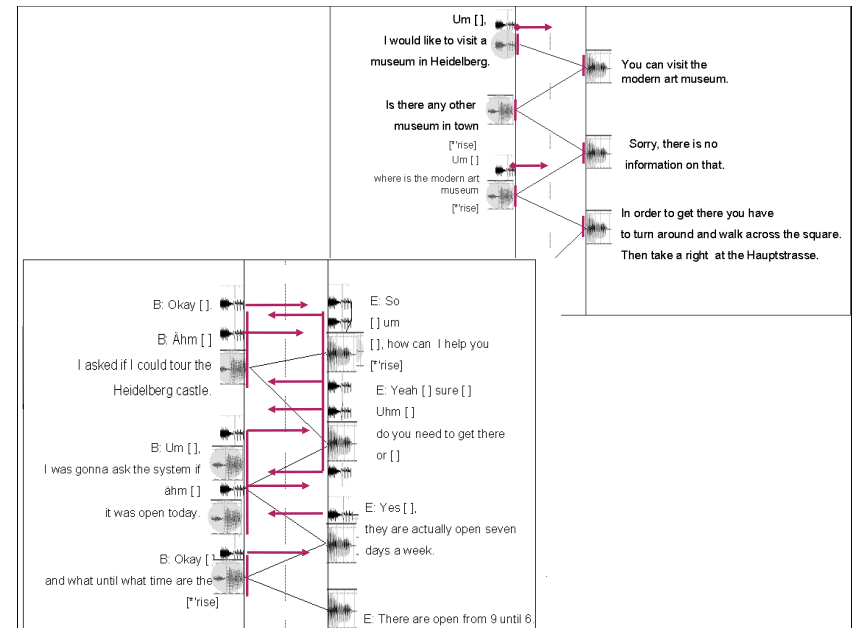 Um [ ],
I would like to visit a
museum in Heidelberg.
You can visit the
modern art museum.
Is there any other
museum in town
[*'rise]
Sorry, there is no
information on that.
Um [ ]
where is the modern art
museum
[*'rise]
In order to get there you have
to turn around and walk across the square.
Then take a right at the Hauptstrasse.
B: Okay [ ].
E: So
[ ] um
B: Ähm [ ]
[ ], how can I help you
[*'rise]
I asked if I could tour the
Heidelberg castle.
E: Yeah [ ] sure [ ]
Uhm [ ]
do you need to get there
or [ ]
B: Um [ ],
I was gonna ask the system if
ähm [ ]
it was open today.
E: Yes [ ],
they are actually open seven
days a week.
B: Okay [ ]
and what until what time are the
[*'rise]
E: There are open from 9 until 6.